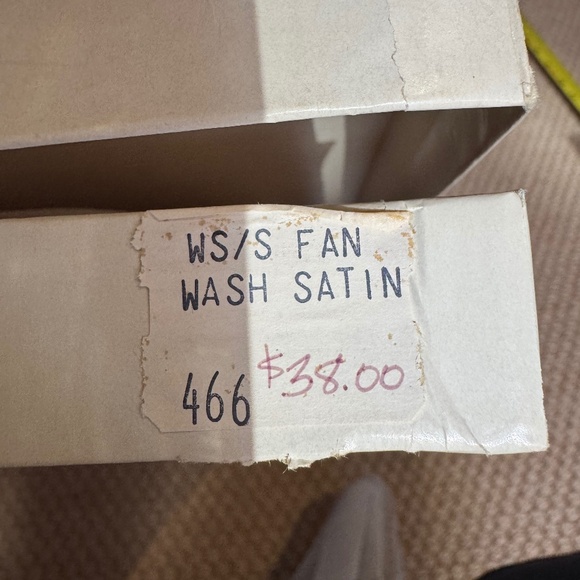 WS/S FAN
WASH SATIN
$38.00
466